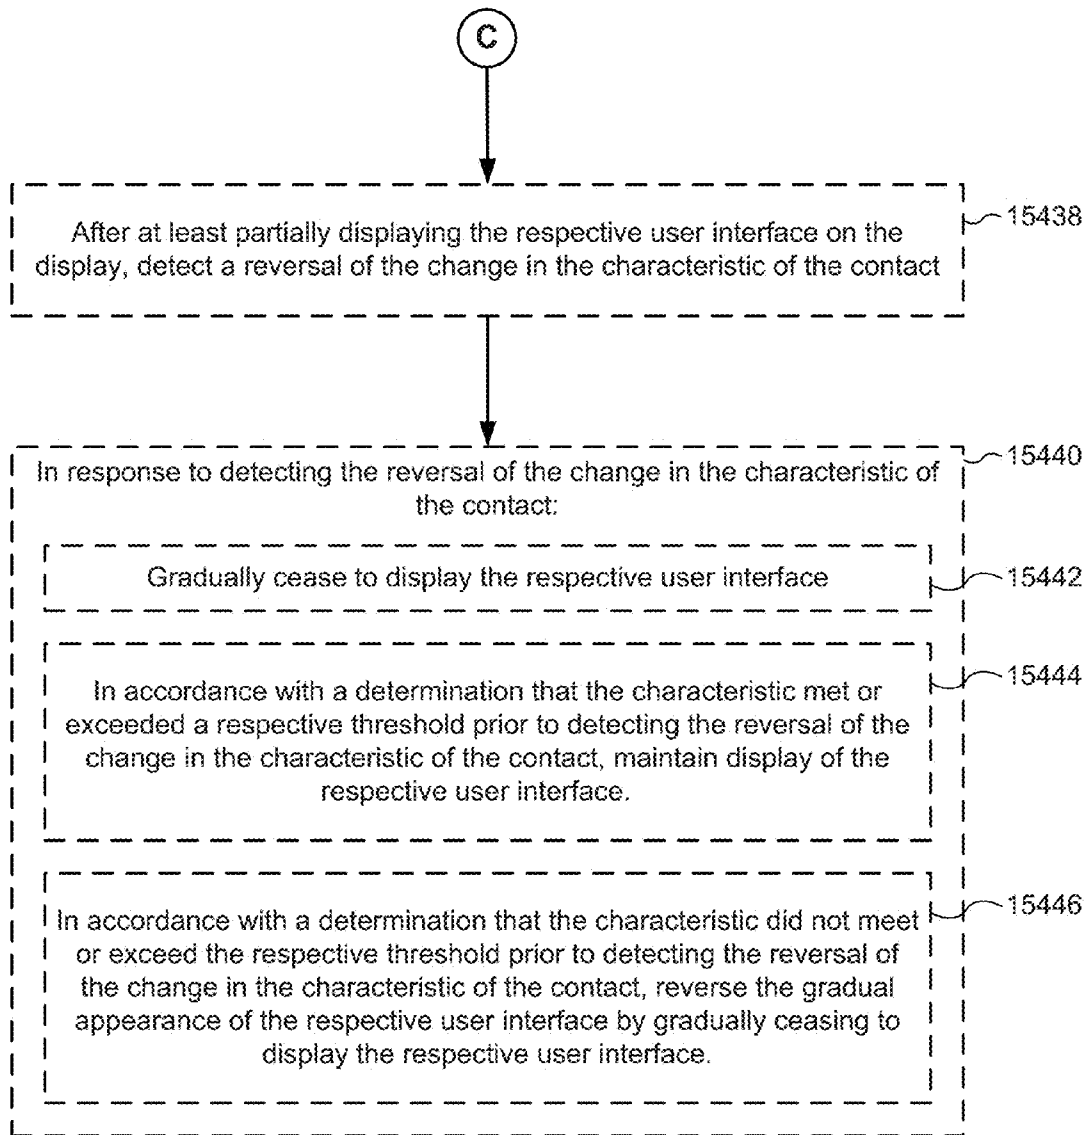 C
After at least partially displaying the respective user interface on the
display, detect a reversal of the change in the characteristic of the contact
15438
In response to detecting the reversal of the change in the characteristic of
the contact:
15440
Gradually cease to display the respective user interface
15442
In accordance with a determination that the characteristic met or
exceeded a respective threshold prior to detecting the reversal of the
change in the characteristic of the contact, maintain display of the
respective user interface.
15444
In accordance with a determination that the characteristic did not meet
or exceed the respective threshold prior to detecting the reversal of
the change in the characteristic of the contact, reverse the gradual
appearance of the respective user interface by gradually ceasing to
display the respective user interface.
15446